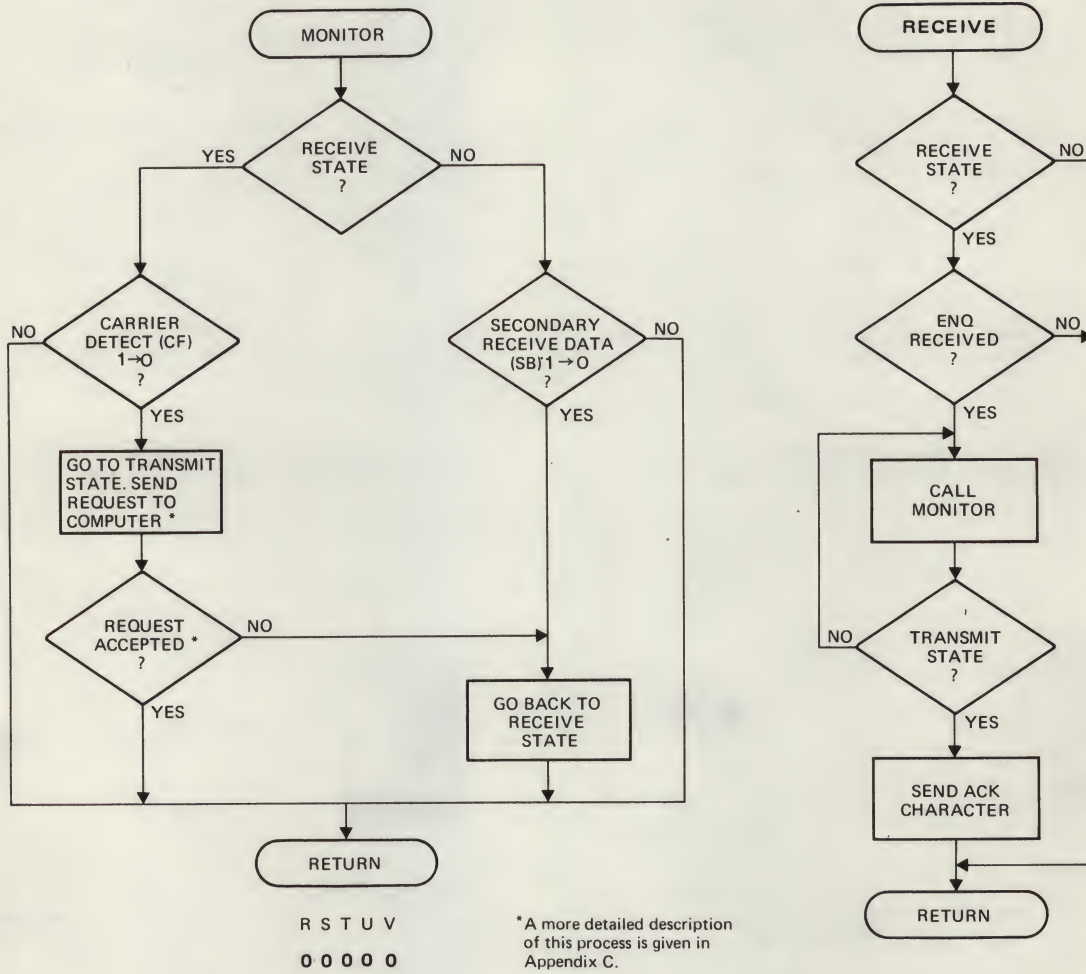 MONITOR
RECEIVE
STATE
?
YES
NO
CARRIER
DETECT (CF)
1→0
?
NO
YES
SECONDARY
RECEIVE DATA
(SB) 1→0
?
NO
YES
GO TO TRANSMIT
STATE. SEND
REQUEST TO
COMPUTER *
REQUEST
ACCEPTED *
?
NO
YES
GO BACK TO
RECEIVE
STATE
RETURN
R S T U V
0 0 0 0 0
*A more detailed description
of this process is given in
Appendix C.
RECEIVE
RECEIVE
STATE
?
NO
YES
ENQ
RECEIVED
?
NO
YES
CALL
MONITOR
TRANSMIT
STATE
?
NO
YES
SEND ACK
CHARACTER
RETURN